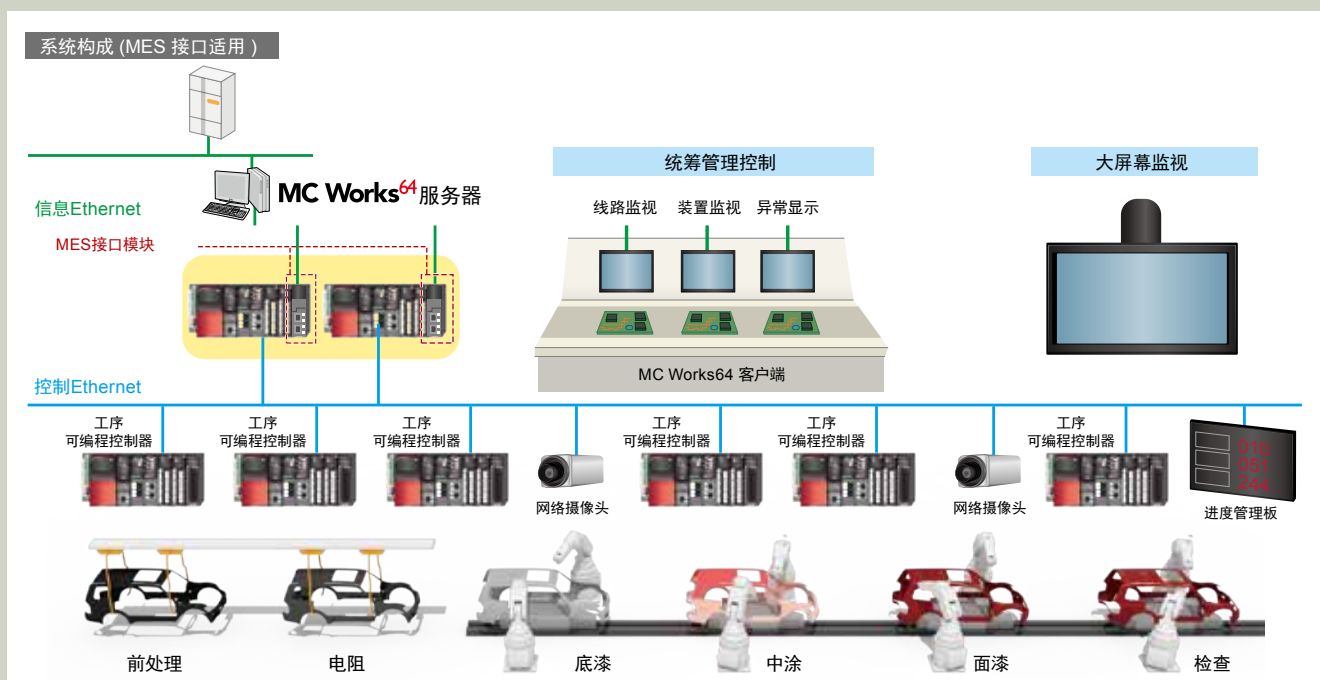 系统构成 (MES 接口适用 )
MC Works64 服务器
信息Ethernet
MES接口模块
统筹管理控制
线路监视 装置监视 异常显示
MC Works64 客户端
大屏幕监视
控制Ethernet
工序
可编程控制器
工序
可编程控制器
工序
可编程控制器
网络摄像头
工序
可编程控制器
工序
可编程控制器
网络摄像头
工序
可编程控制器
010
051
244
进度管理板
前处理
电阻
底漆
中涂
面漆
检查